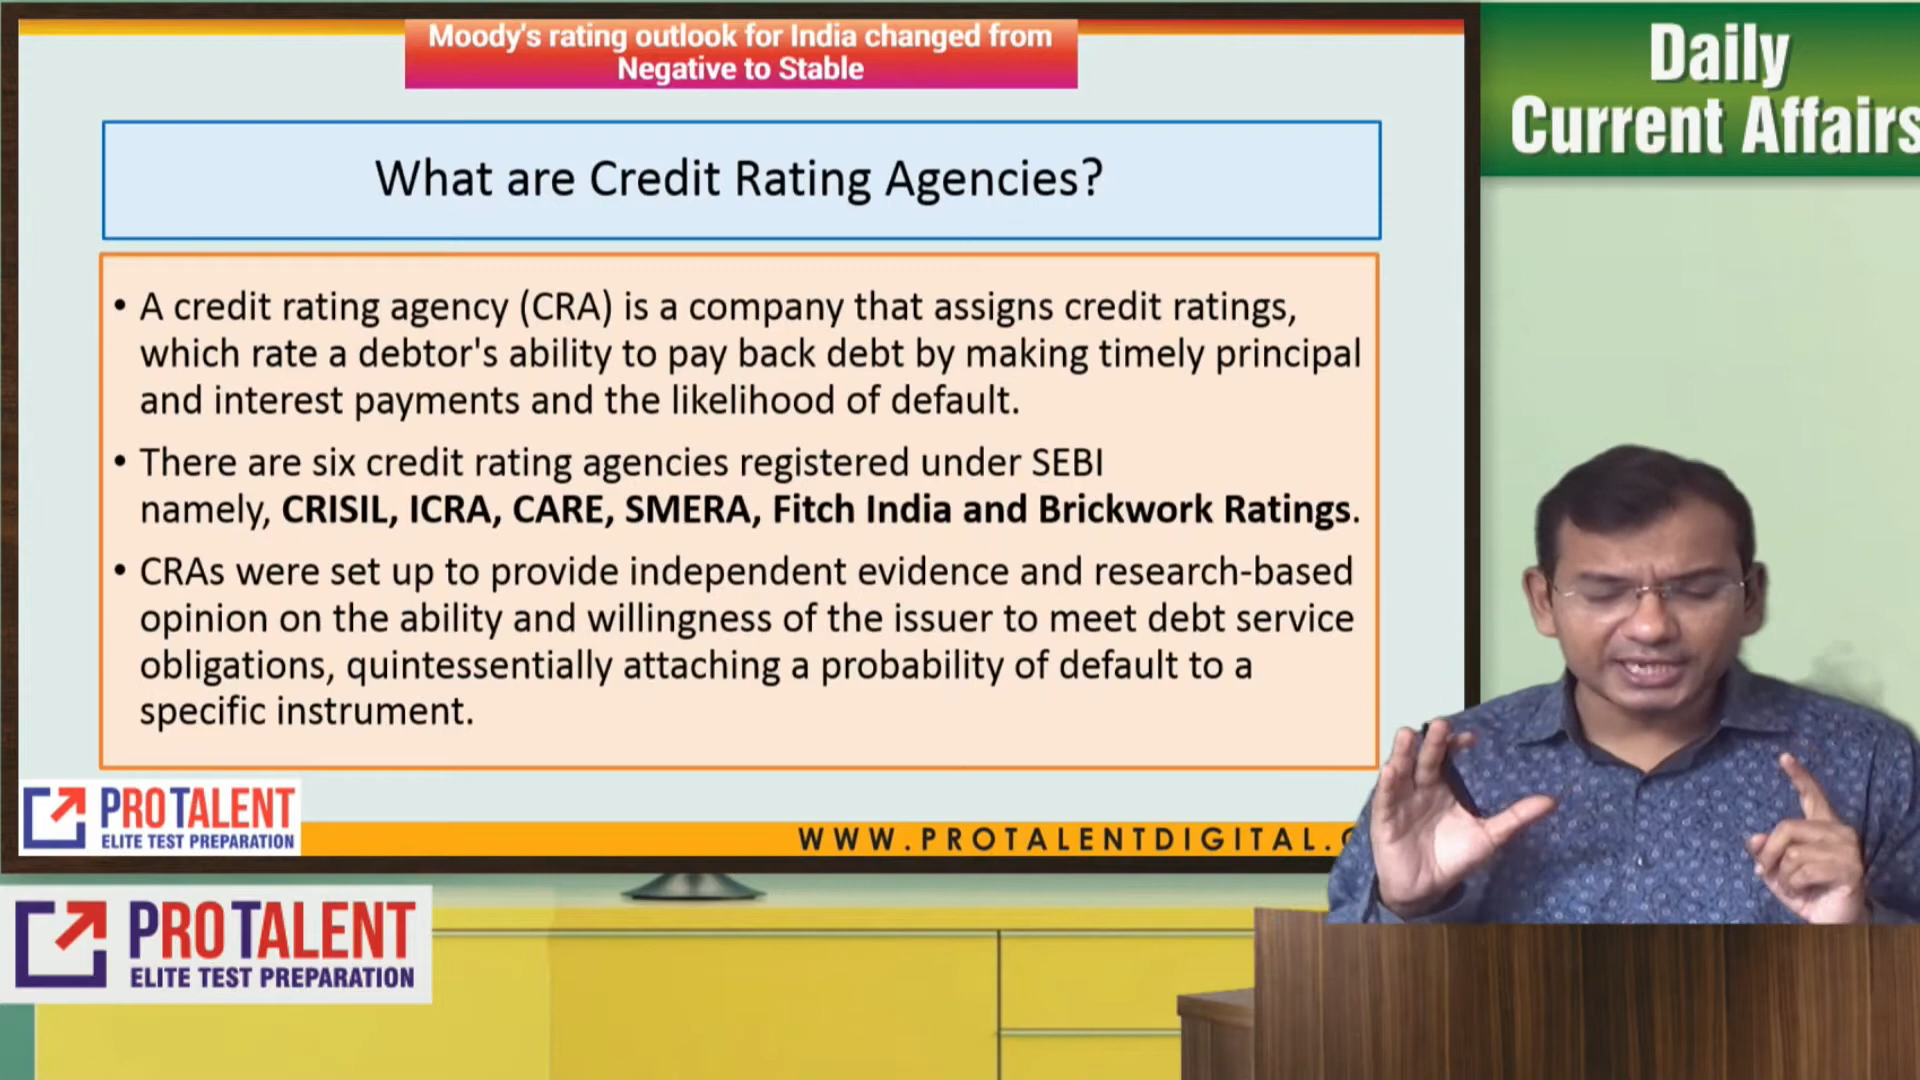 Moody's rating outlook for India changed from
Negative to Stable
Daily
Current Affairs
What are Credit Rating Agencies?
• A credit rating agency (CRA) is a company that assigns credit ratings,
which rate a debtor's ability to pay back debt by making timely principal
and interest payments and the likelihood of default.
• There are six credit rating agencies registered under SEBI
namely, CRISIL, ICRA, CARE, SMERA, Fitch India and Brickwork Ratings.
• CRAs were set up to provide independent evidence and research-based
opinion on the ability and willingness of the issuer to meet debt service
obligations, quintessentially attaching a probability of default to a
specific instrument.
PROTALENT
ELITE TEST PREPARATION
WWW.PROTALENTDIGITAL.
PROTALENT
ELITE TEST PREPARATION